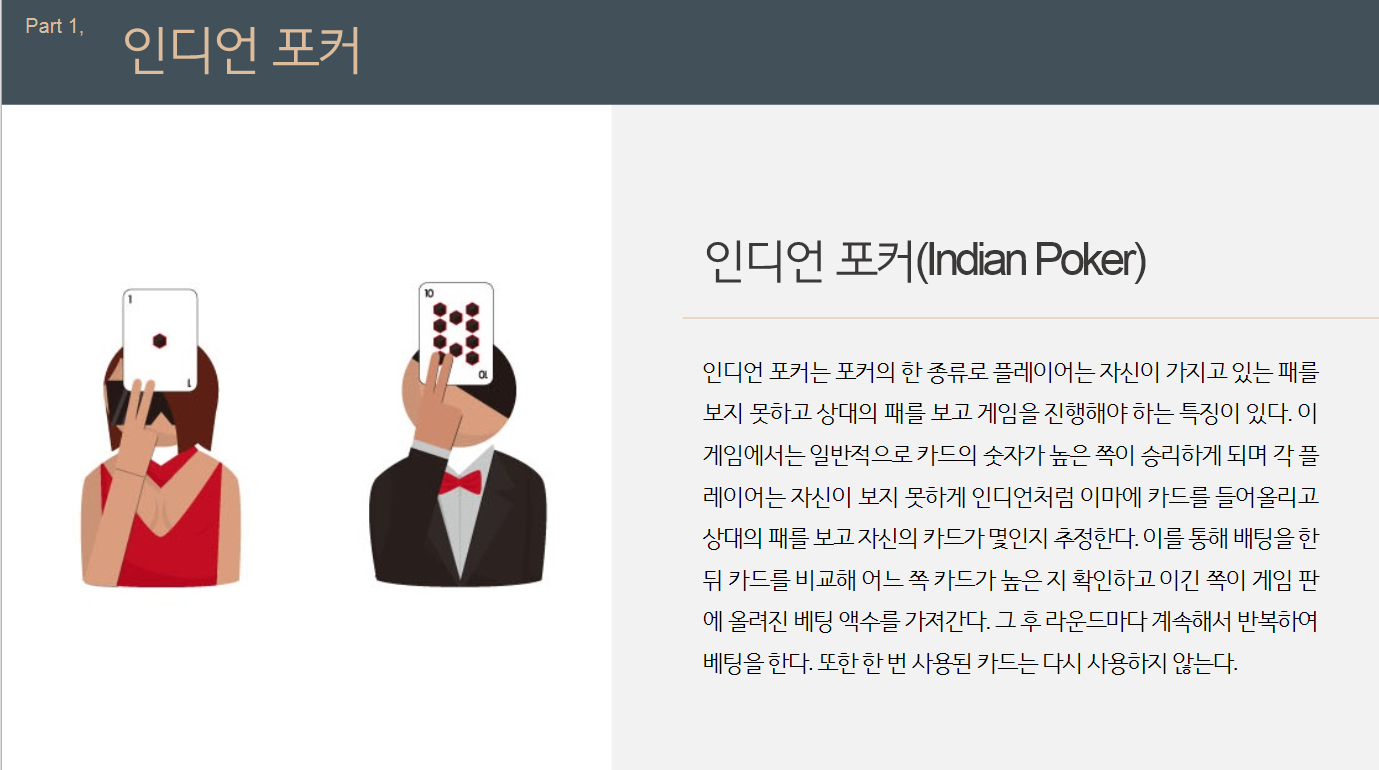 Part 1,
인디언 포커
1
1
10
10
인디언 포커(Indian Poker)
인디언 포커는 포커의 한 종류로 플레이어는 자신이 가지고 있는 패를
보지 못하고 상대의 패를 보고 게임을 진행해야 하는 특징이 있다. 이
게임에서는 일반적으로 카드의 숫자가 높은 쪽이 승리하게 되며 각 플
레이어는 자신이 보지 못하게 인디언처럼 이마에 카드를 들어올리고
상대의 패를 보고 자신의 카드가 몇인지 추정한다. 이를 통해 배팅을 한
뒤 카드를 비교해 어느 쪽 카드가 높은 지 확인하고 이긴 쪽이 게임 판
에 올려진 베팅 액수를 가져간다. 그 후 라운드마다 계속해서 반복하여
베팅을 한다. 또한 한 번 사용된 카드는 다시 사용하지 않는다.